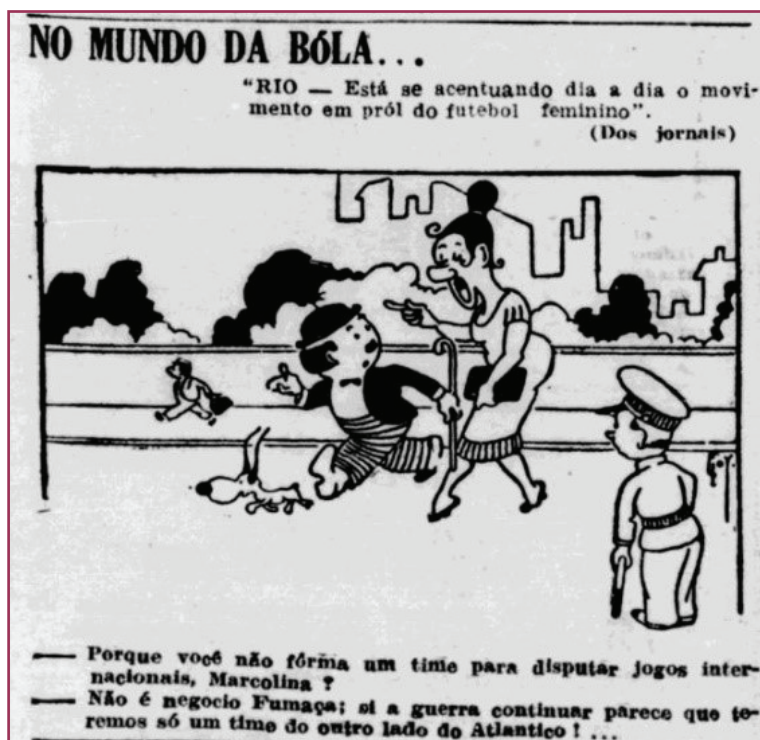 NO MUNDO DA BÓLA...
"RIO — Está se acentuando dia a dia o movi-
mento em pról do futebol feminino".
(Dos jornais)
— Porque você não fórma um time para disputar jogos inter-
nacionais, Marcolina ?
— Não é negocio Fumaça; si a guerra continuar parece que te-
remos só um time do outro lado do Atlantico ! ...